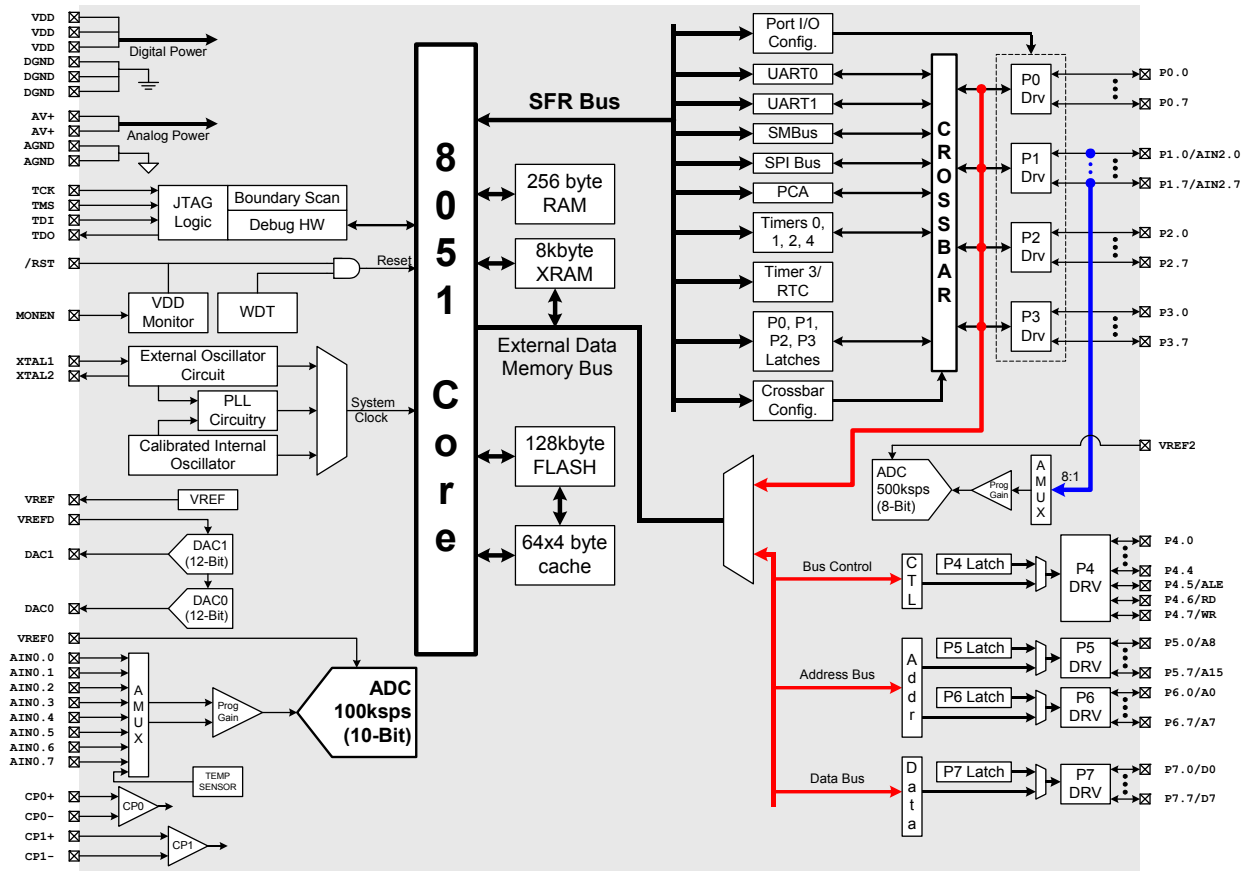 VDD
VDD
VDD
DGND
DGND
DGND
Digital Power
AV+
AV+
AGND
AGND
Analog Power
TCK
TMS
TDI
TDO
JTAG
Logic
Boundary Scan
Debug HW
/RST
MONEN
VDD
Monitor
WDT
Reset
XTAL1
XTAL2
External Oscillator
Circuit
PLL
Circuitry
Calibrated Internal
Oscillator
System
Clock
VREF
VREF
VREFD
DAC1
DAC1
(12-Bit)
DAC0
DAC0
(12-Bit)
VREF0
AIN0.0
AIN0.1
AIN0.2
AIN0.3
AIN0.4
AIN0.5
AIN0.6
AIN0.7
AMUX
Prog
Gain
ADC
100ksps
(10-Bit)
TEMP
SENSOR
CP0+
CP0-
CP0
CP1+
CP1-
CP1
8051 Core
SFR Bus
256 byte
RAM
8kbyte
XRAM
External Data
Memory Bus
128kbyte
FLASH
64x4 byte
cache
Port I/O
Config.
UART0
UART1
SMBus
SPI Bus
PCA
Timers 0,
1, 2, 4
Timer 3/
RTC
P0, P1,
P2, P3
Latches
Crossbar
Config.
CROSSBAR
P0
Drv
P1
Drv
P2
Drv
P3
Drv
P0.0
P0.7
P1.0/AIN2.0
P1.7/AIN2.7
P2.0
P2.7
P3.0
P3.7
VREF2
ADC
500ksps
(8-Bit)
Prog
Gain
AMUX
8:1
Bus Control
CTL
P4 Latch
P4
DRV
P4.0
P4.4
P4.5/ALE
P4.6/RD
P4.7/WR
Address Bus
Addr
P5 Latch
P5
DRV
P5.0/A8
P5.7/A15
P6 Latch
P6
DRV
P6.0/A0
P6.7/A7
Data Bus
Data
P7 Latch
P7
DRV
P7.0/D0
P7.7/D7